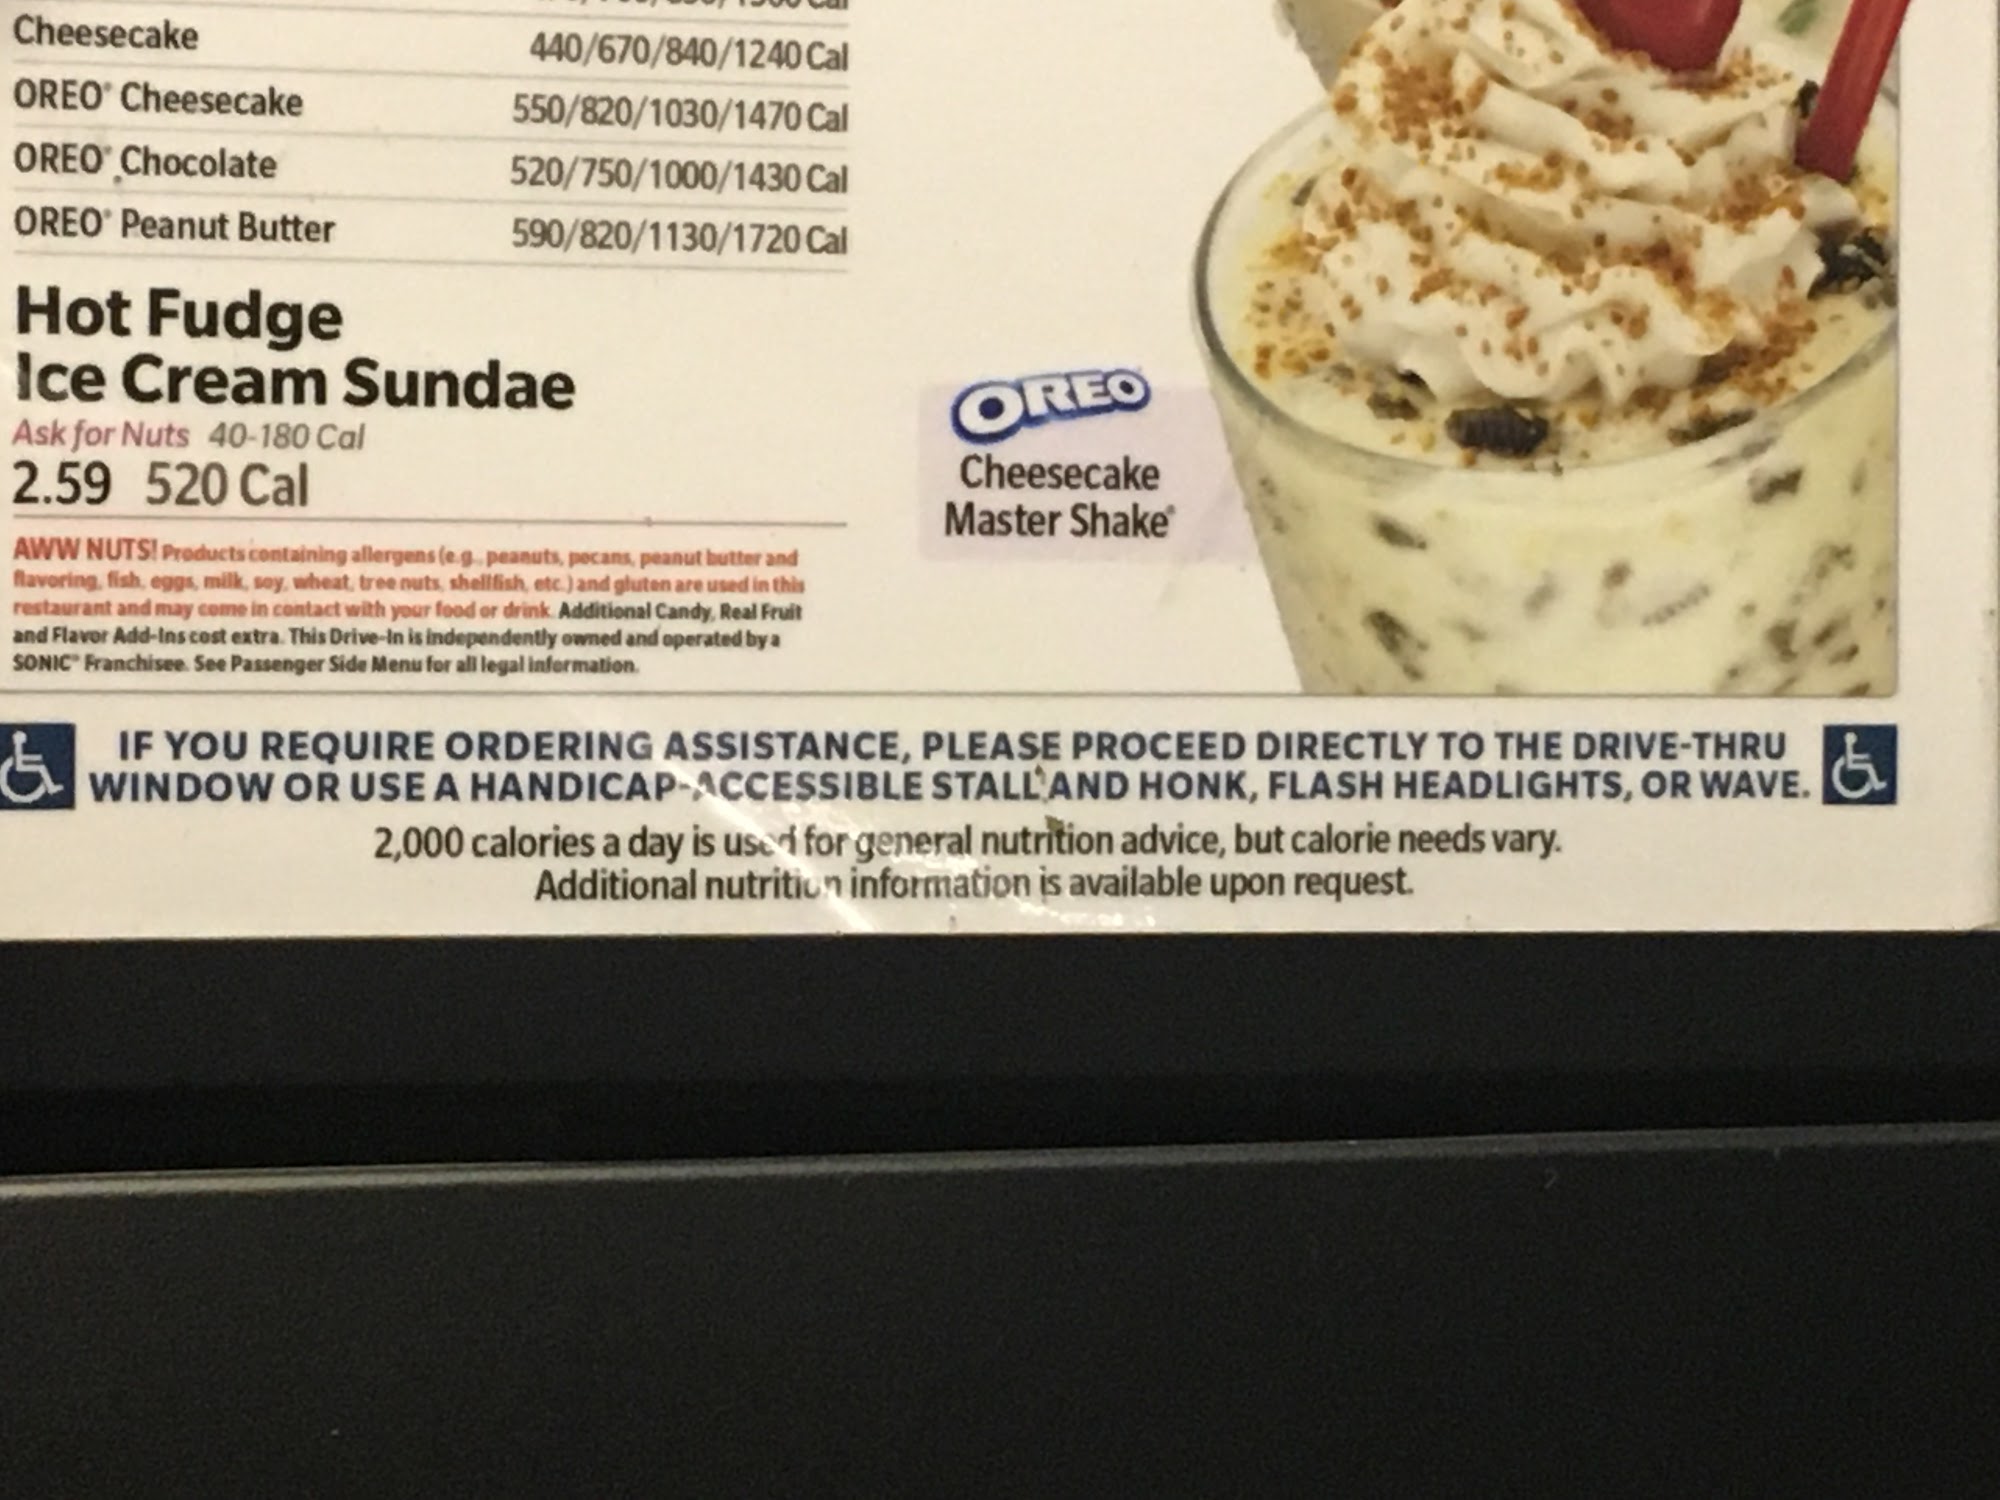 Cheesecake 440/670/840/1240 Cal
OREO® Cheesecake 550/820/1030/1470 Cal
OREO® Chocolate 520/750/1000/1430 Cal
OREO® Peanut Butter 590/820/1130/1720 Cal
Hot Fudge
Ice Cream Sundae
Ask for Nuts 40-180 Cal
2.59 520 Cal
AWW NUTS! Products containing allergens (e.g., peanuts, pecans, peanut butter and
flavoring, fish, eggs, milk, soy, wheat, tree nuts, shellfish, etc.) and gluten are used in this
restaurant and may come in contact with your food or drink. Additional Candy, Real Fruit
and Flavor Add-Ins cost extra. This Drive-In is independently owned and operated by a
SONIC® Franchisee. See Passenger Side Menu for all legal information.
OREO
Cheesecake
Master Shake®
IF YOU REQUIRE ORDERING ASSISTANCE, PLEASE PROCEED DIRECTLY TO THE DRIVE-THRU
WINDOW OR USE A HANDICAP-ACCESSIBLE STALL AND HONK, FLASH HEADLIGHTS, OR WAVE.
2,000 calories a day is used for general nutrition advice, but calorie needs vary.
Additional nutrition information is available upon request.